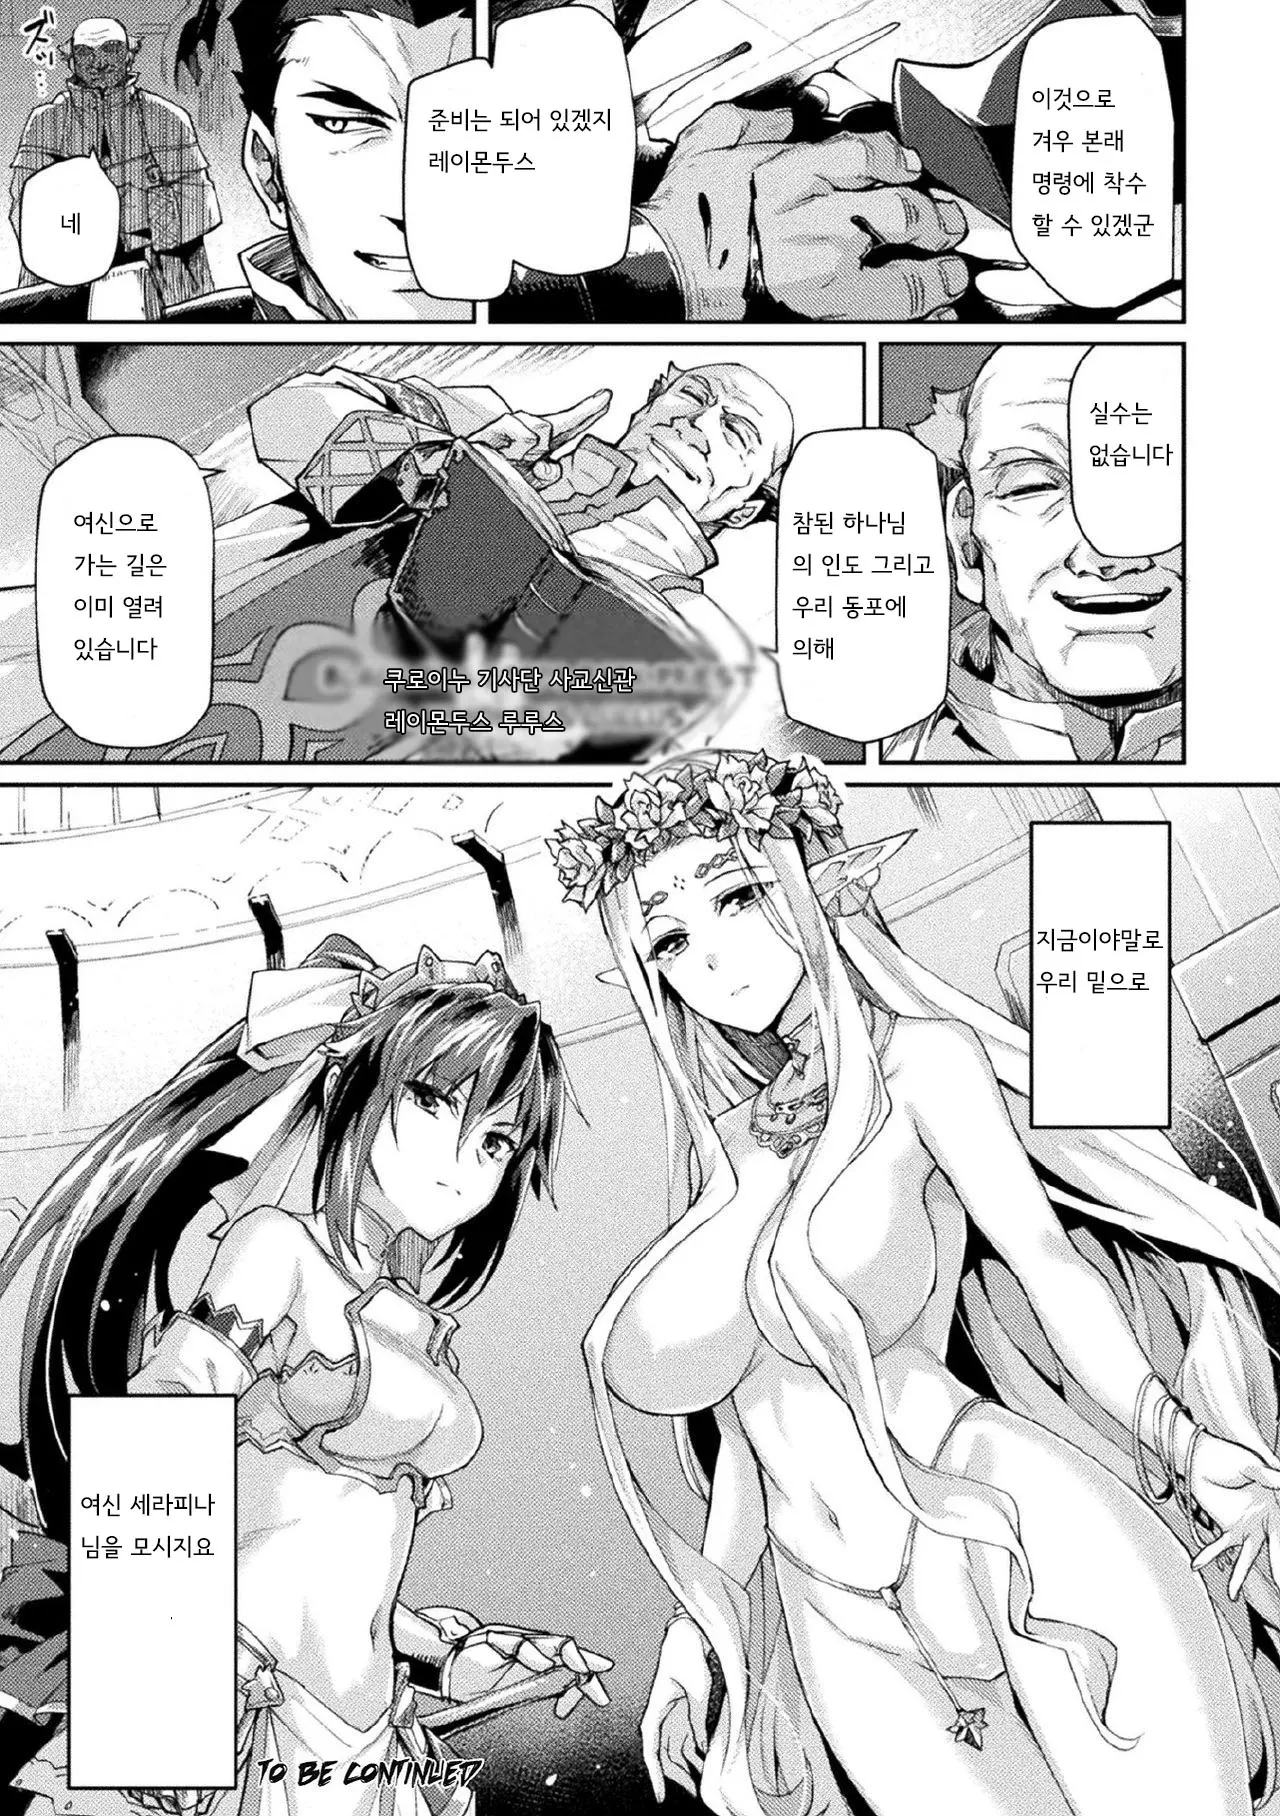 이것으로
겨우 본래
명령에 착수
할 수 있겠군
준비는 되어 있겠지
레이몬두스
ズッ…
네
실수는
없습니다
참된 하나님
의 인도 그리고
우리 동포에
의해
여신으로
가는 길은
이미 열려
있습니다
쿠로이누 기사단 사교신관
레이몬두스 루루스
지금이야말로
우리 밑으로
여신 세라피나
님을 모시지요
.
TO BE CONTINUED